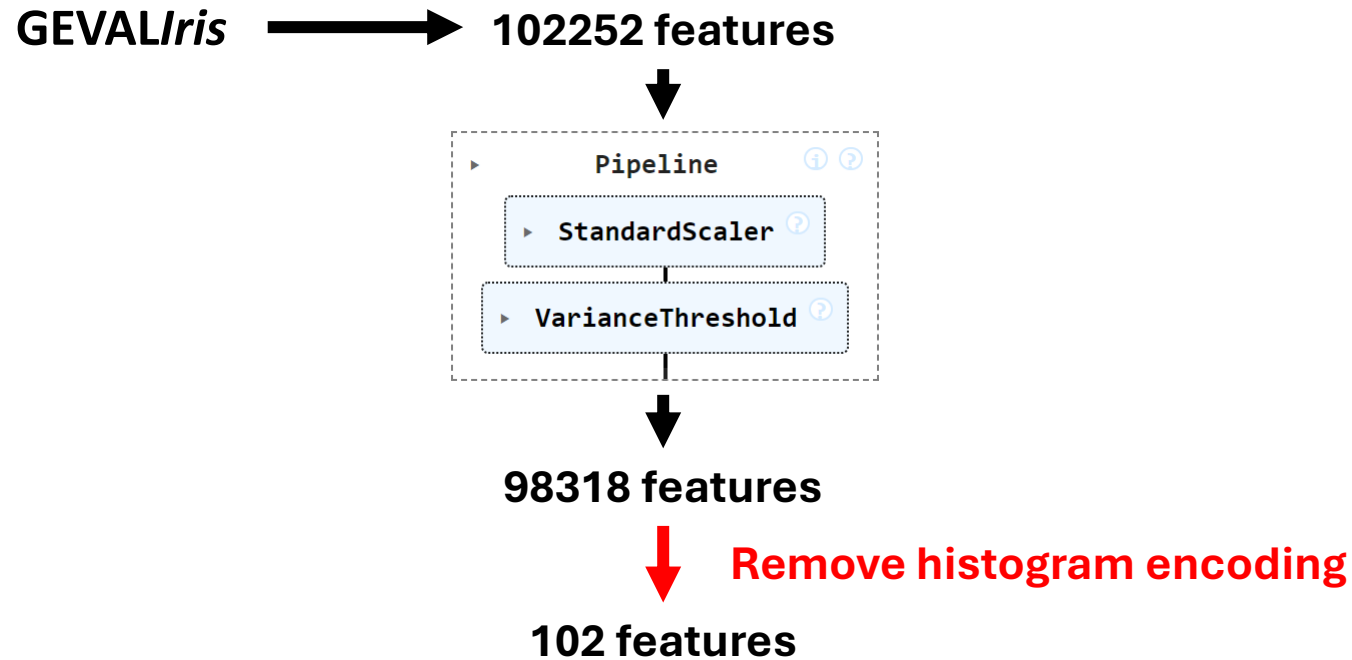 GEVALIris
102252 features
Pipeline
i ?
StandardScaler ?
VarianceThreshold ?
98318 features
Remove histogram encoding
102 features